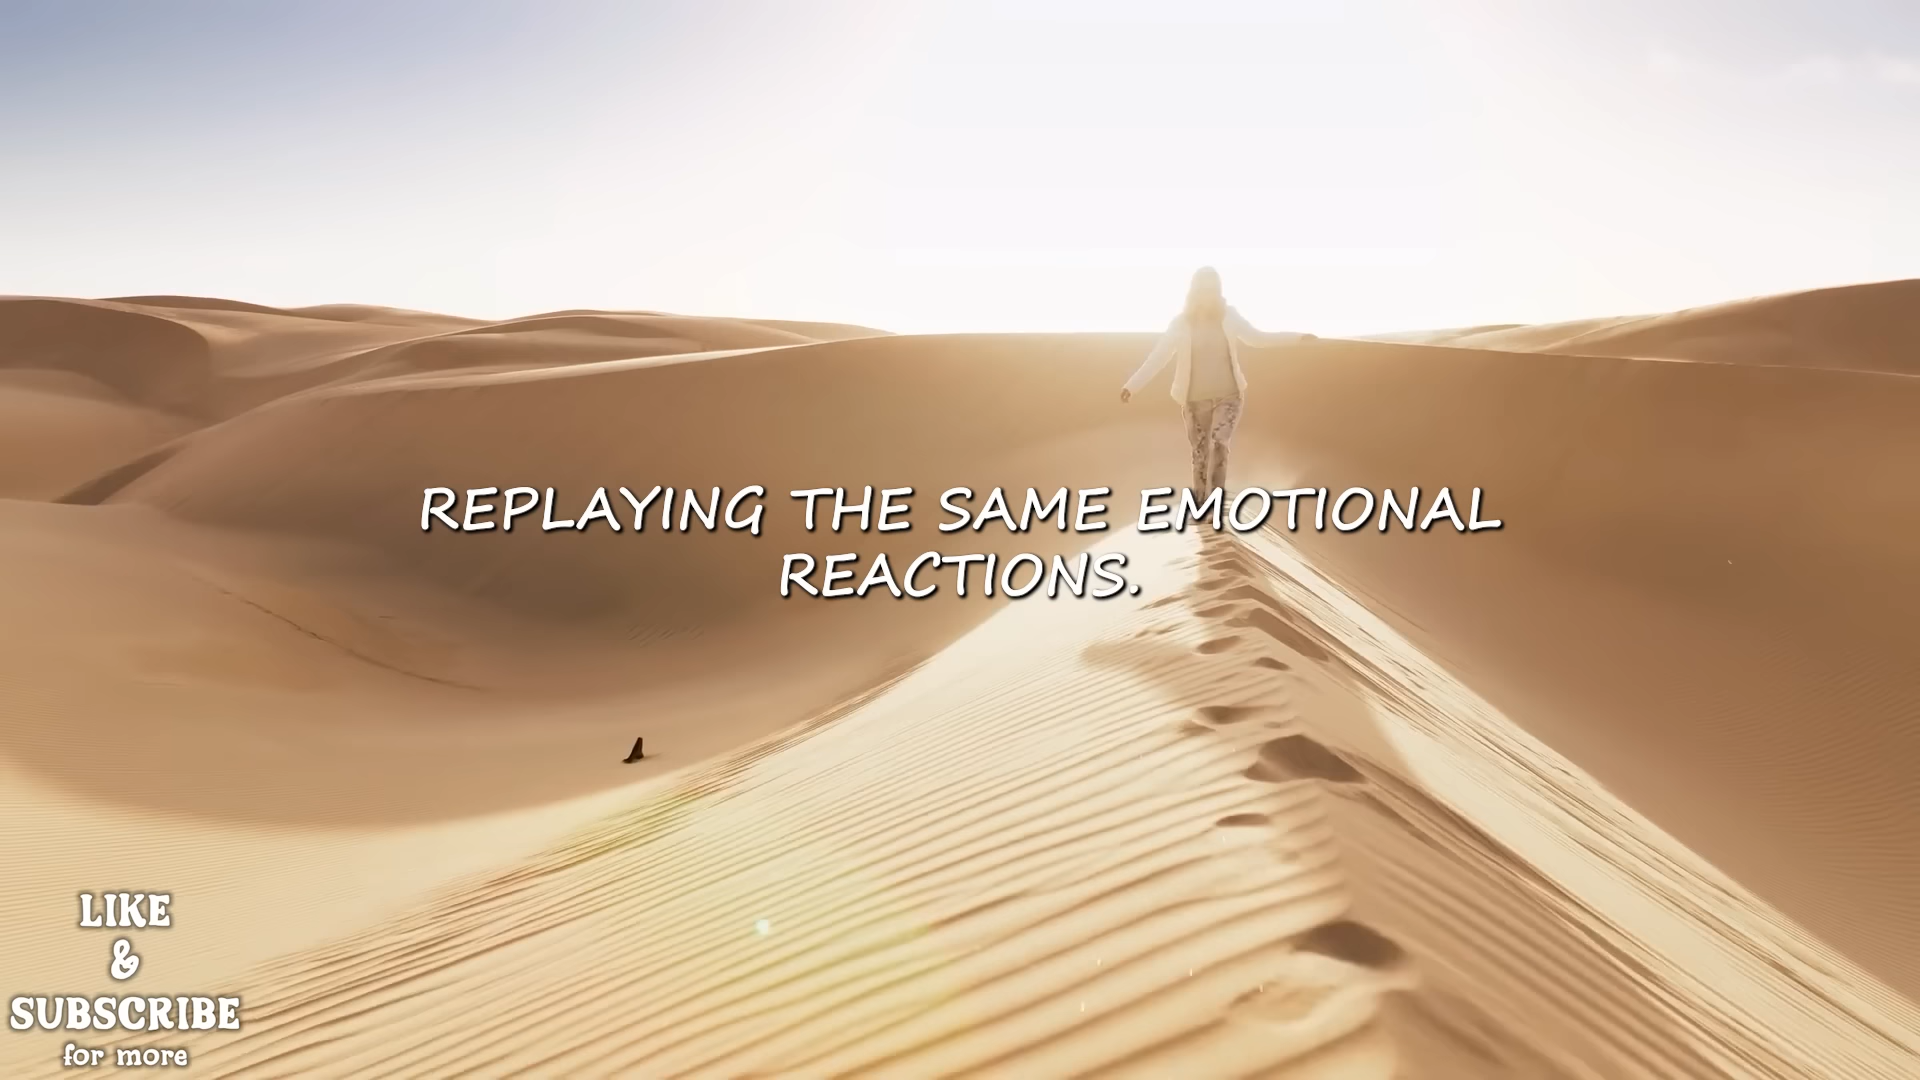 REPLAYING THE SAME EMOTIONAL
REACTIONS.
LIKE
&
SUBSCRIBE
for more